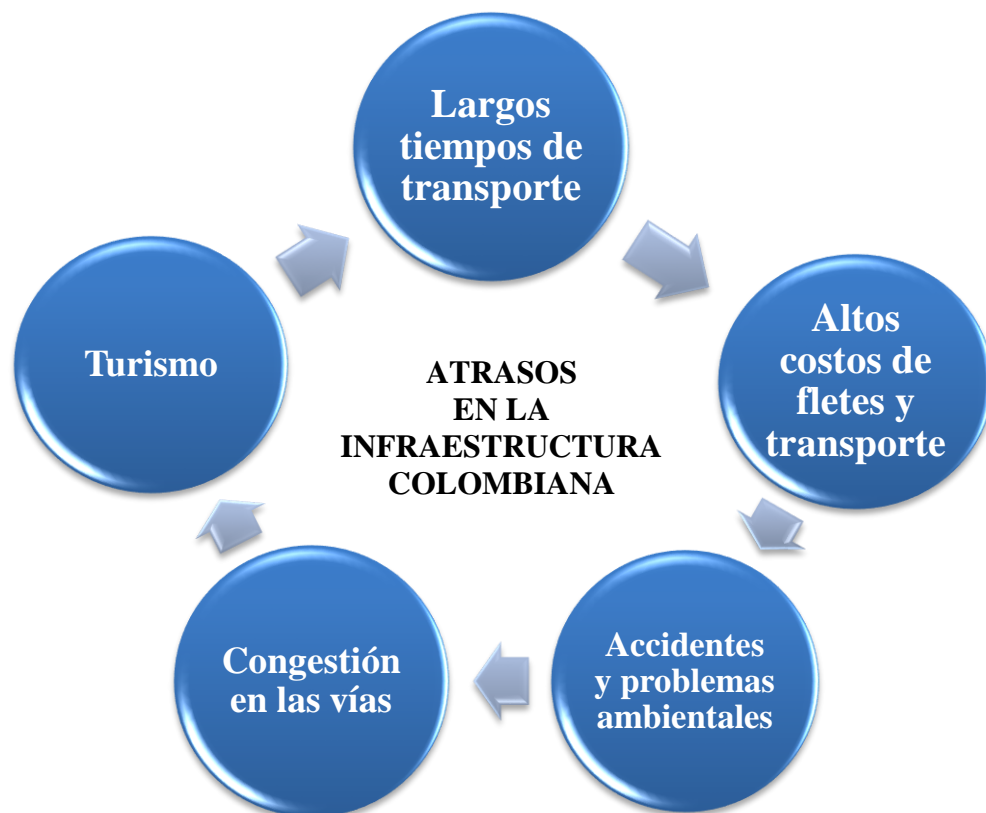 Largos
tiempos de
transporte
Altos
costos de
fletes y
transporte
Accidentes
y problemas
ambientales
Congestión
en las vías
Turismo
ATRASOS
EN LA
INFRAESTRUCTURA
COLOMBIANA